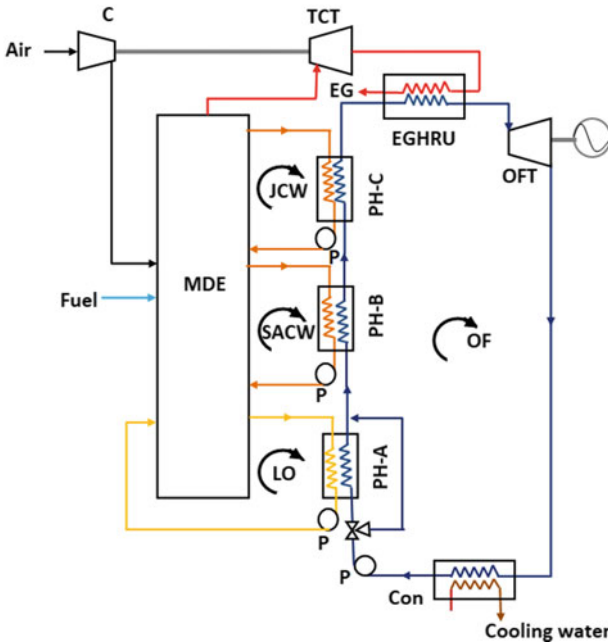 C
TCT
Air
EG
EGHRU
OFT
JCW
PH-C
P
MDE
Fuel
SACW
PH-B
OF
P
LO
PH-A
P
P
Con
Cooling water